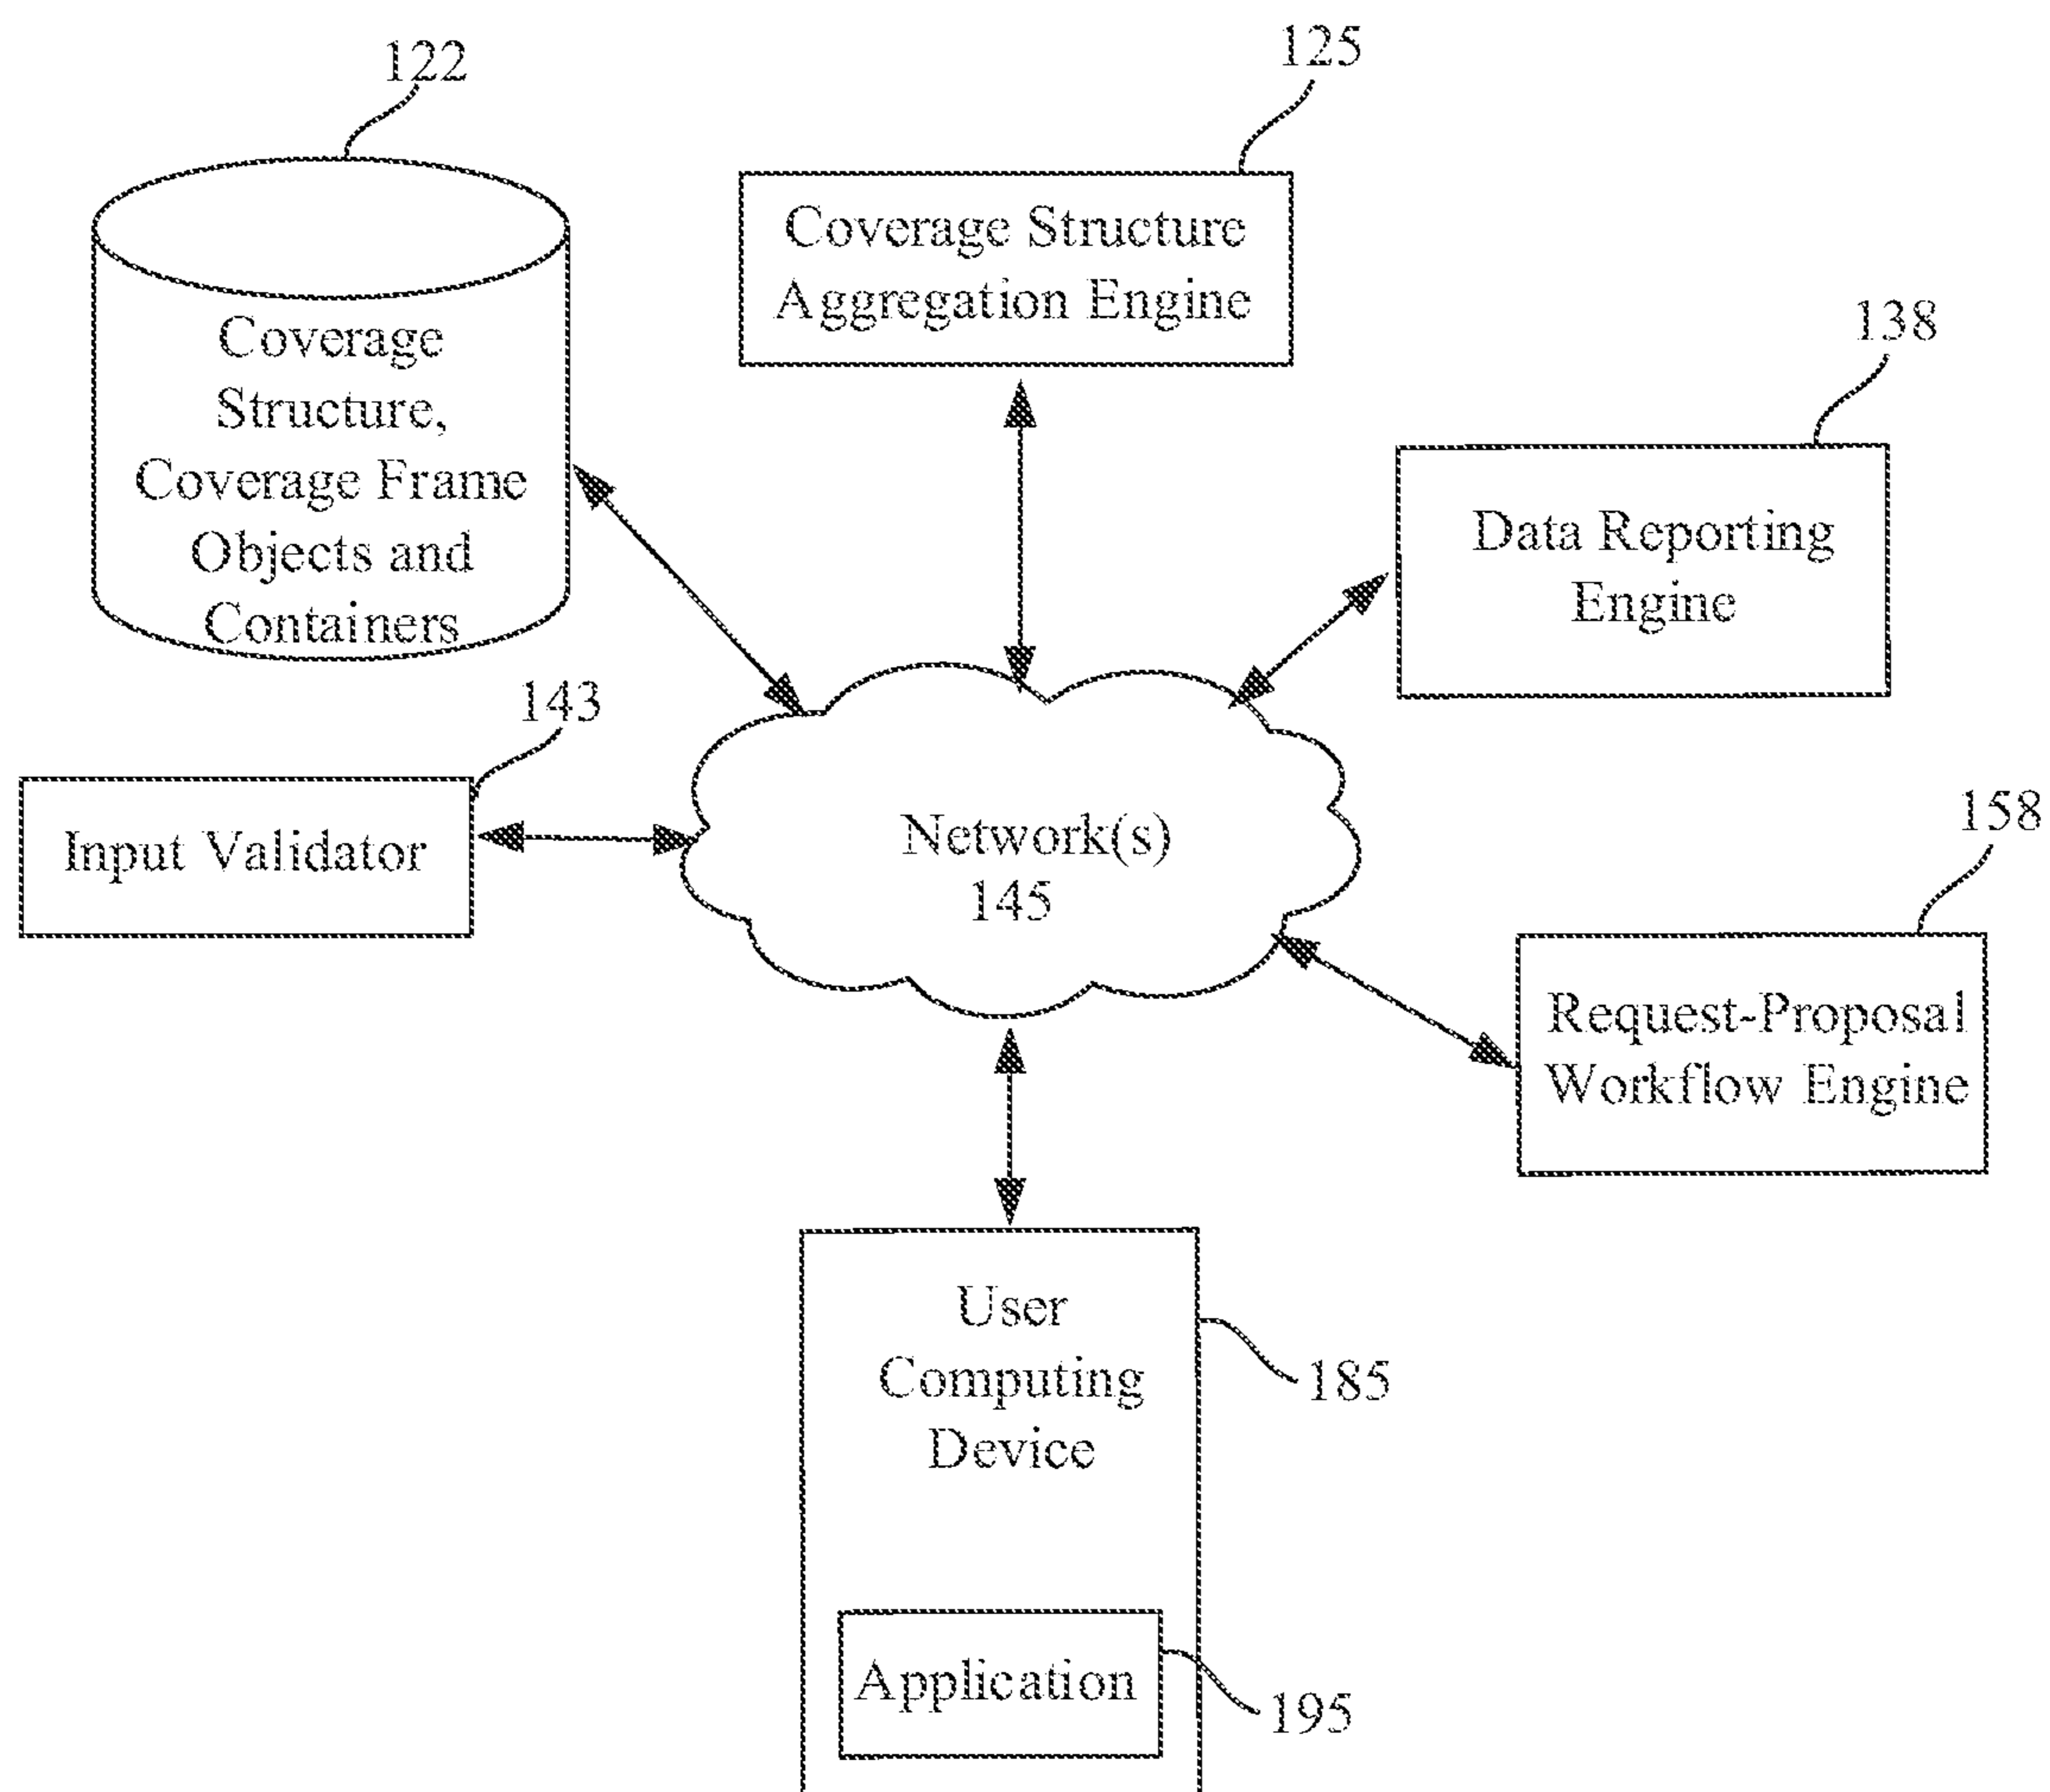 122
125
Coverage Structure
Aggregation Engine
138
Coverage
Structure,
Coverage Frame
Objects and
Containers
Data Reporting
Engine
143
Input Validator
Network(s)
145
158
Request-Proposal
Workflow Engine
User
Computing
Device
185
Application
195